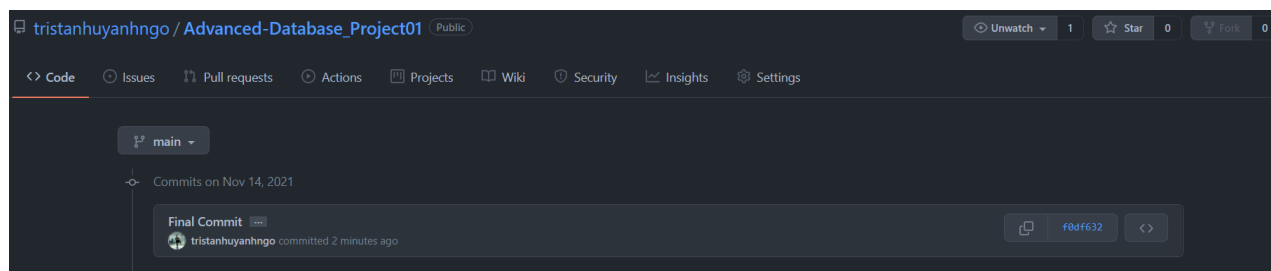 tristanhuyanhngo / Advanced-Database_Project01 Public Unwatch 1 Star 0 Fork 0
<> Code Issues Pull requests Actions Projects Wiki Security Insights Settings
main
Commits on Nov 14, 2021
Final Commit ...
tristanhuyanhngo committed 2 minutes ago f0df632 <>